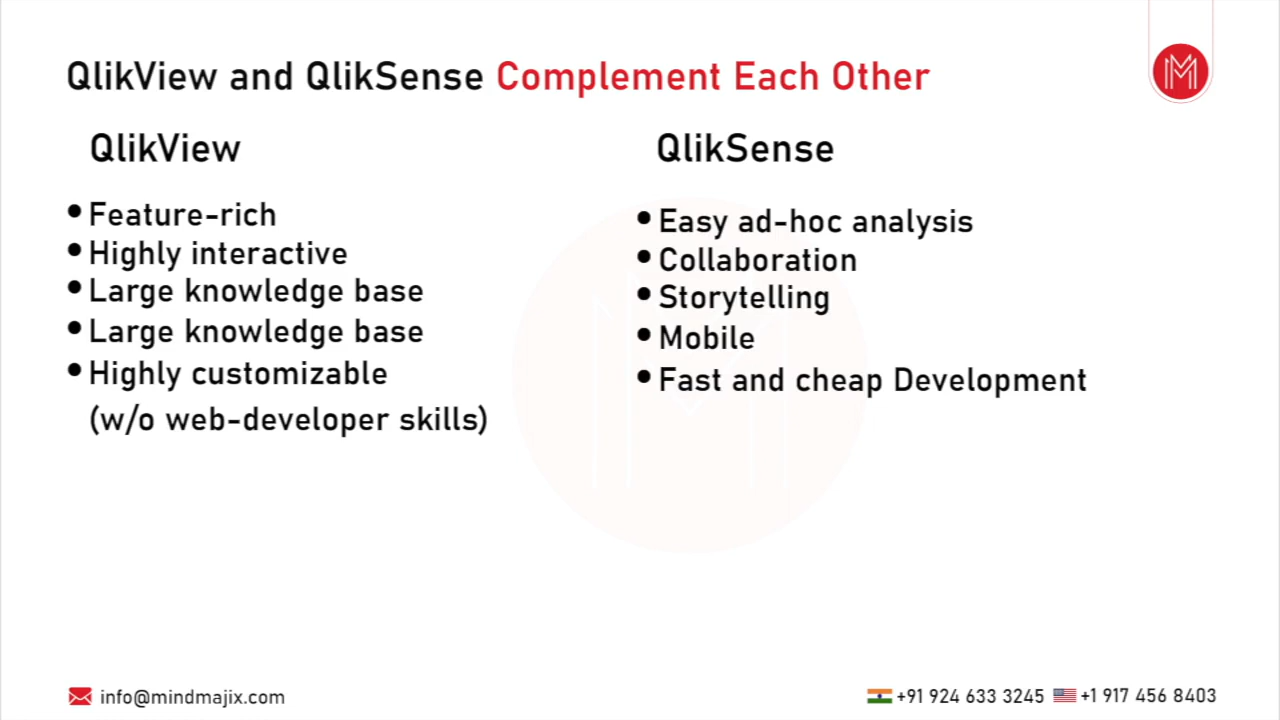 QlikView and QlikSense Complement Each Other
QlikView
• Feature-rich
• Highly interactive
• Large knowledge base
• Large knowledge base
• Highly customizable
(w/o web-developer skills)
QlikSense
• Easy ad-hoc analysis
• Collaboration
• Storytelling
• Mobile
• Fast and cheap Development
info@mindmajix.com
+91 924 633 3245
+1 917 456 8403